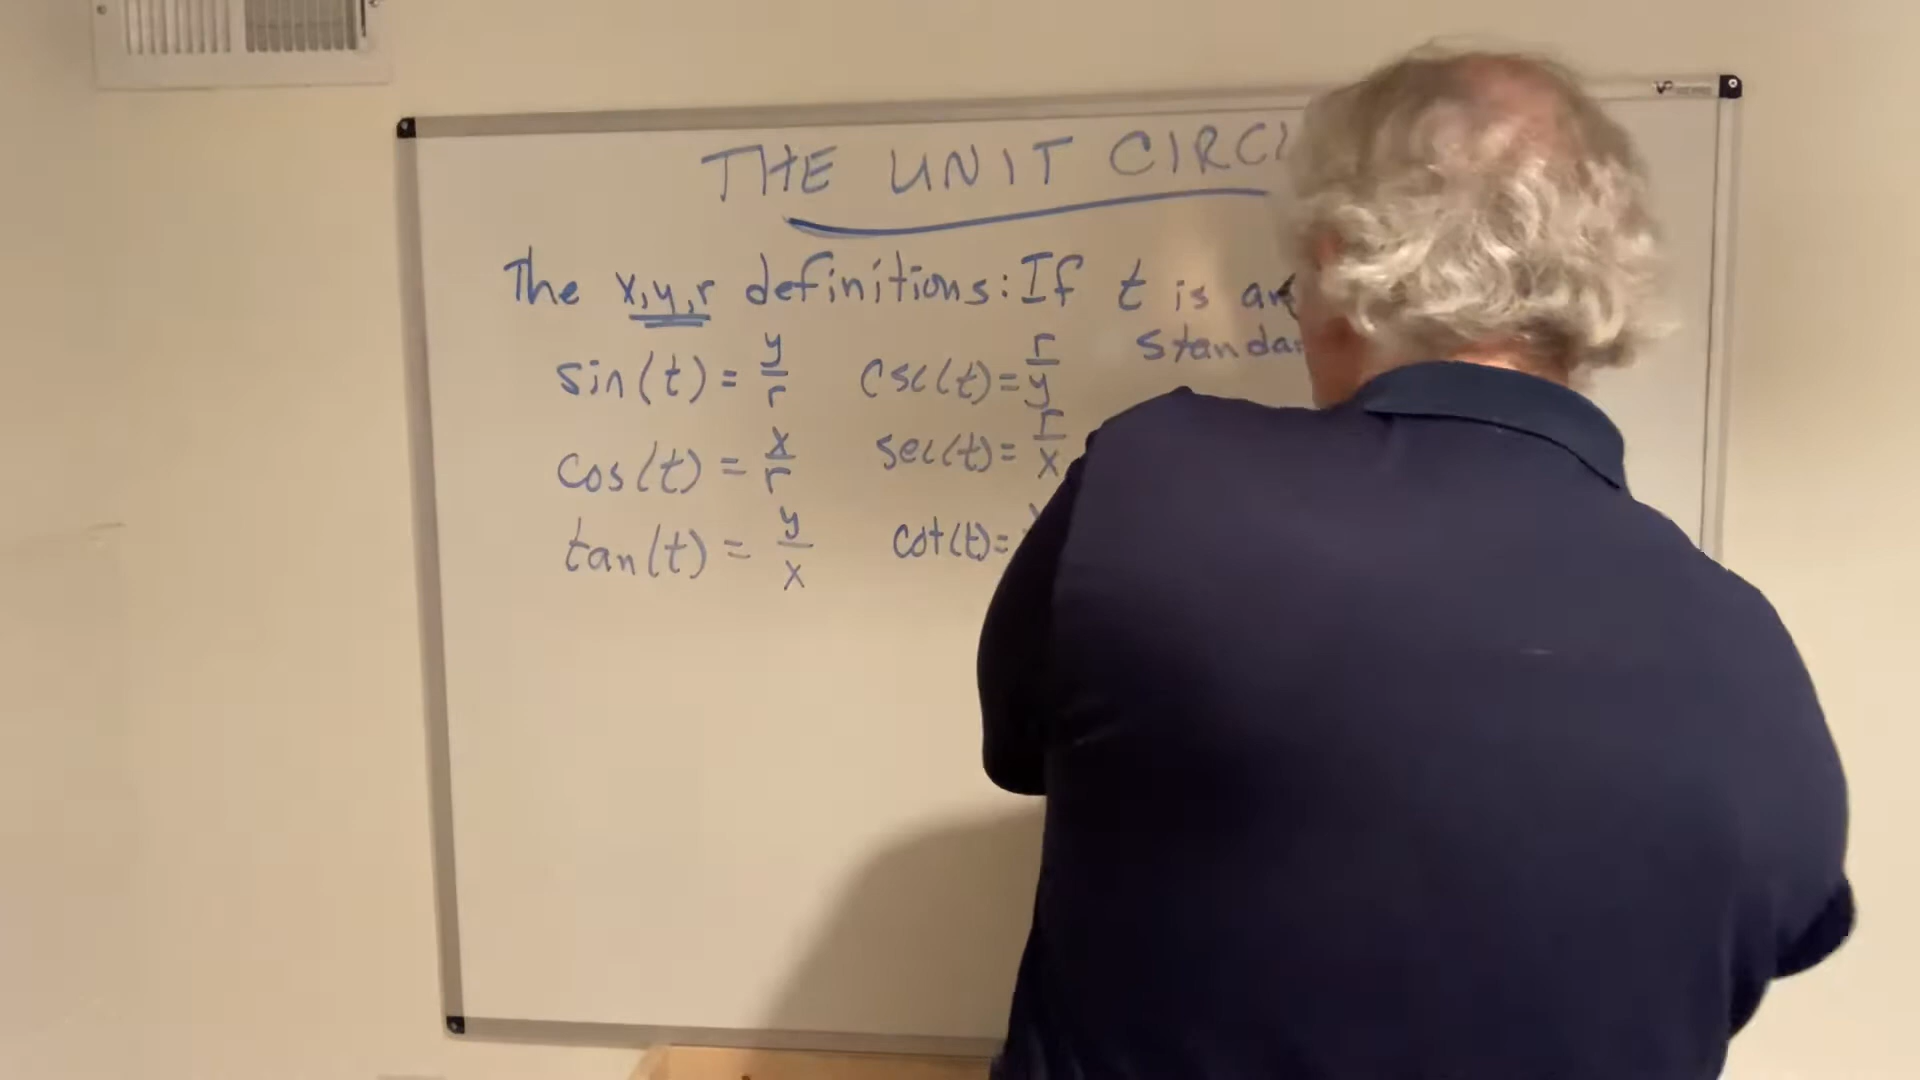 THE UNIT CIRC
The x,y,r definitions: If t is an
standa
sin(t) = y/r csc(t) = r/y
cos(t) = x/r sec(t) = r/x
tan(t) = y/x cot(t) =